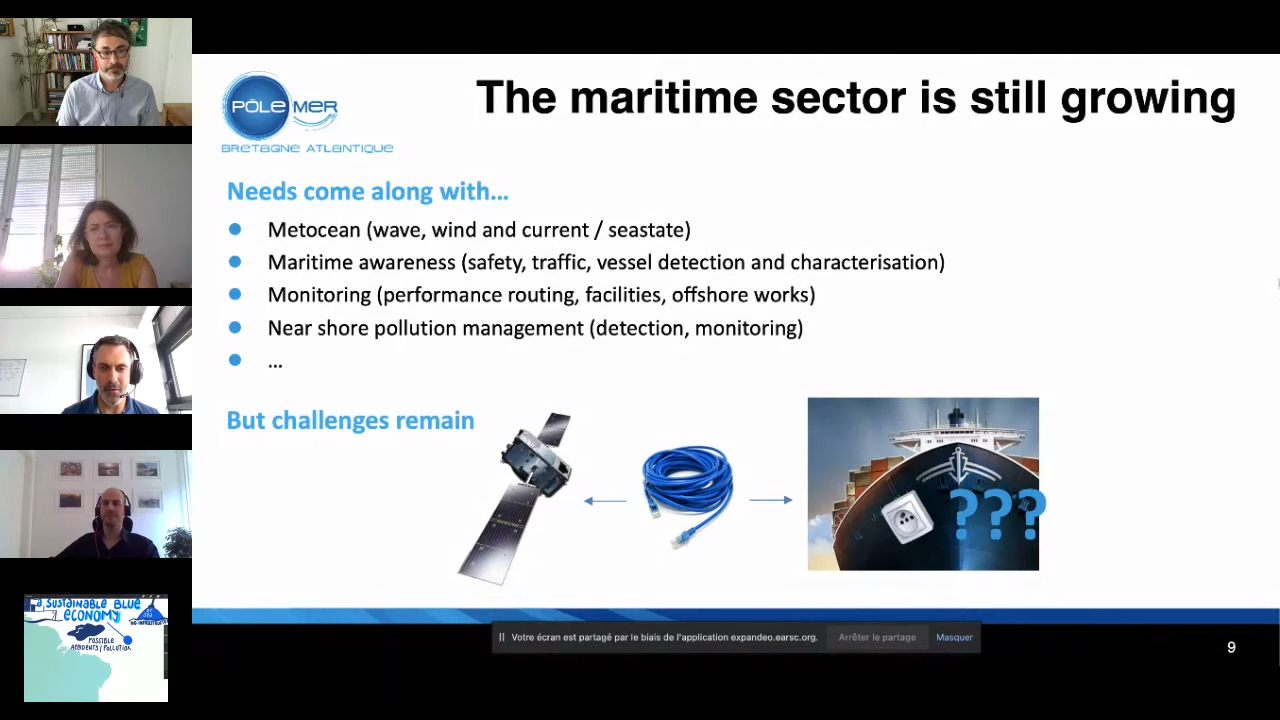 The maritime sector is still growing
PÔLE MER
BRETAGNE ATLANTIQUE
Needs come along with...
Metocean (wave, wind and current / seastate)
Maritime awareness (safety, traffic, vessel detection and characterisation)
Monitoring (performance routing, facilities, offshore works)
Near shore pollution management (detection, monitoring)
...
But challenges remain
???
A SUSTAINABLE BLUE
ECONOMY
POSSIBLE
ACCIDENTS/POLLUTION
Votre écran est partagé par le biais de l'application expandeo.earsc.org.
Arrêter le partage
Masquer
9